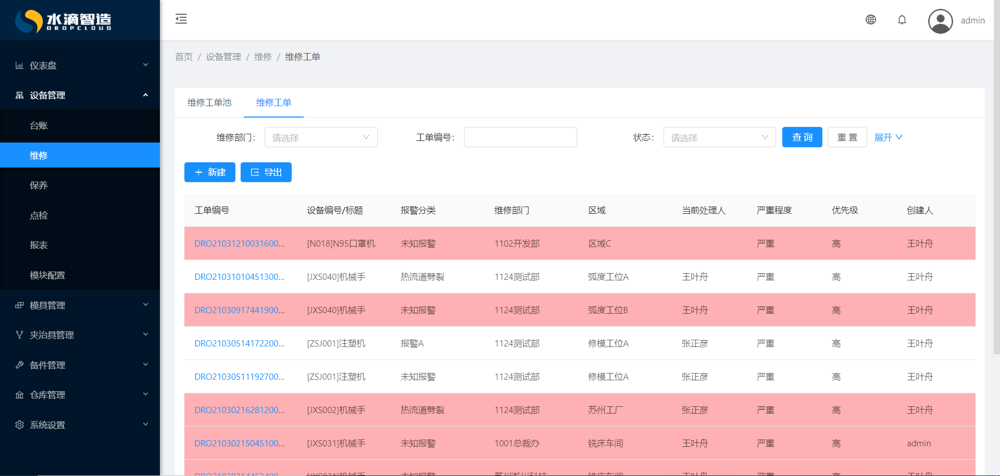 水滴智造
DROPCLOUD
admin
仪表盘
设备管理
台账
维修
保养
点检
报表
模块配置
模具管理
夹治具管理
备件管理
仓库管理
系统设置
首页 / 设备管理 / 维修 / 维修工单
维修工单池 维修工单
维修部门: 请选择 工单编号: 状态: 请选择 查询 重置 展开
新建 导出
工单编号 设备编号/标题 报警分类 维修部门 区域 当前处理人 严重程度 优先级 创建人
DRO21031210031600... [N018]N95口罩机 未知报警 1102开发部 区域C 严重 高 王叶舟
DRO21031010451300... [JXS040]机械手 热流道劈裂 1124测试部 弧度工位A 王叶舟 严重 高 王叶舟
DRO21030917441900... [JXS040]机械手 未知报警 1124测试部 弧度工位B 王叶舟 严重 高 王叶舟
DRO21030514172200... [ZSJ001]注塑机 报警A 1124测试部 修模工位A 张正彦 严重 高 王叶舟
DRO21030511192700... [ZSJ001]注塑机 未知报警 1124测试部 修模工位A 张正彦 严重 高 王叶舟
DRO21030216281200... [JXS002]机械手 热流道劈裂 1124测试部 苏州工厂 张正彦 严重 高 王叶舟
DRO21030215045100... [JXS031]机械手 未知报警 1001总裁办 铣床车间 王叶舟 严重 高 admin